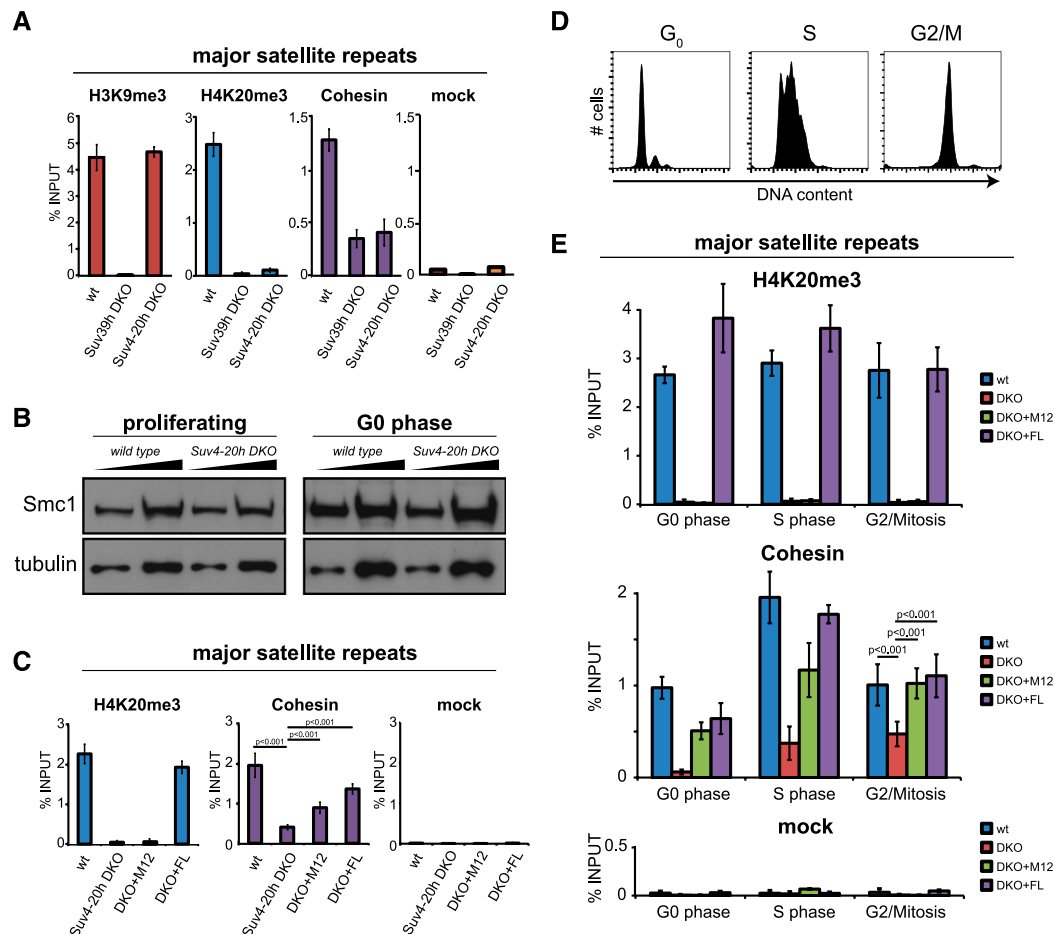 A
major satellite repeats
H3K9me3 H4K20me3 Cohesin mock
% INPUT
6
5
4
3
2
1
0
3
2
1
0
1.5
1
0.5
0
1.5
1
0.5
0
wt Suv39h DKO Suv4-20h DKO
wt Suv39h DKO Suv4-20h DKO
wt Suv39h DKO Suv4-20h DKO
wt Suv39h DKO Suv4-20h DKO
B
proliferating G0 phase
wild type Suv4-20h DKO wild type Suv4-20h DKO
Smc1
tubulin
C
major satellite repeats
H4K20me3 Cohesin mock
% INPUT
3
2
1
0
% INPUT
3
2
1
0
p<0.001
p<0.001
p<0.001
% INPUT
3
2
1
0
wt Suv4-20h DKO DKO+M12 DKO+FL
wt Suv4-20h DKO DKO+M12 DKO+FL
wt Suv4-20h DKO DKO+M12 DKO+FL
D
G0 S G2/M
# cells
DNA content
E
major satellite repeats
H4K20me3
% INPUT
4
3
2
1
0
G0 phase S phase G2/Mitosis
wt
DKO
DKO+M12
DKO+FL
Cohesin
% INPUT
2
1
0
p<0.001
p<0.001
p<0.001
G0 phase S phase G2/Mitosis
wt
DKO
DKO+M12
DKO+FL
mock
% INPUT
0.5
0
G0 phase S phase G2/Mitosis
wt
DKO
DKO+M12
DKO+FL